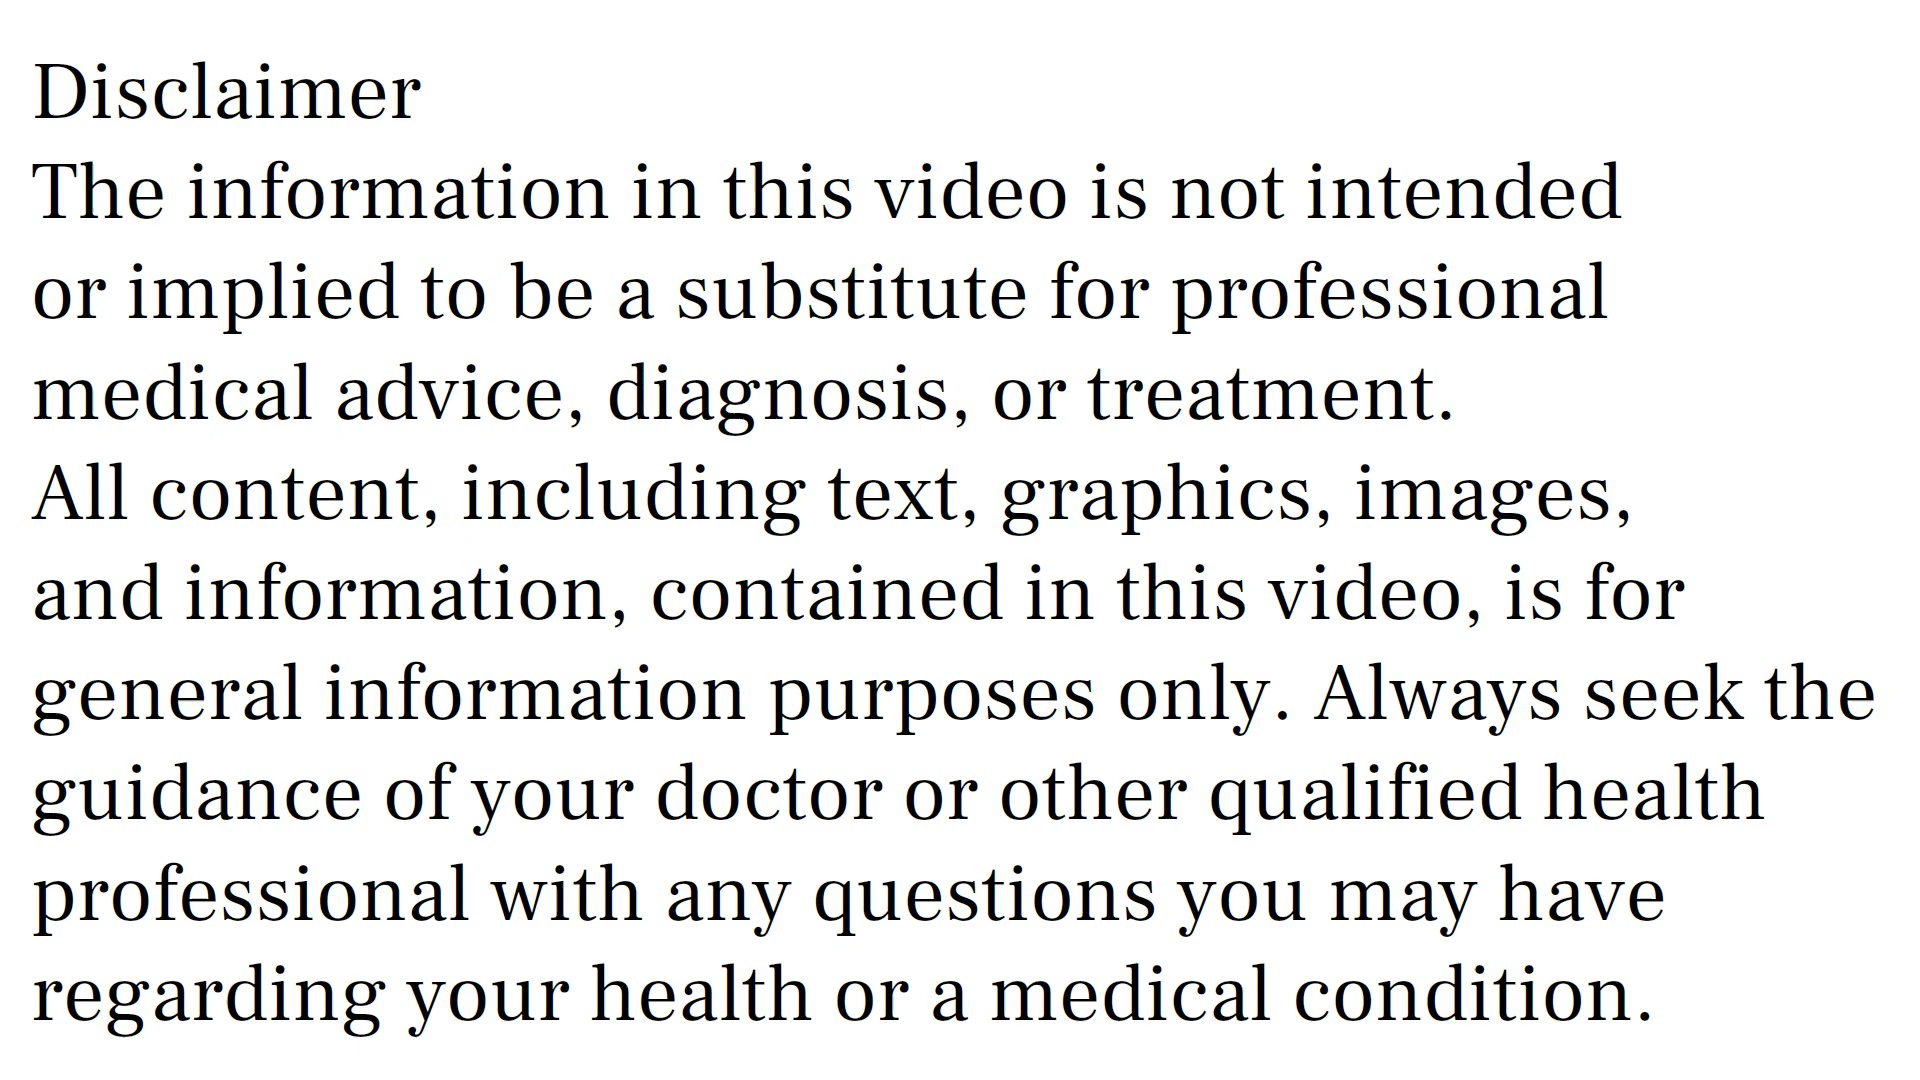 Disclaimer
The information in this video is not intended
or implied to be a substitute for professional
medical advice, diagnosis, or treatment.
All content, including text, graphics, images,
and information, contained in this video, is for
general information purposes only. Always seek the
guidance of your doctor or other qualified health
professional with any questions you may have
regarding your health or a medical condition.